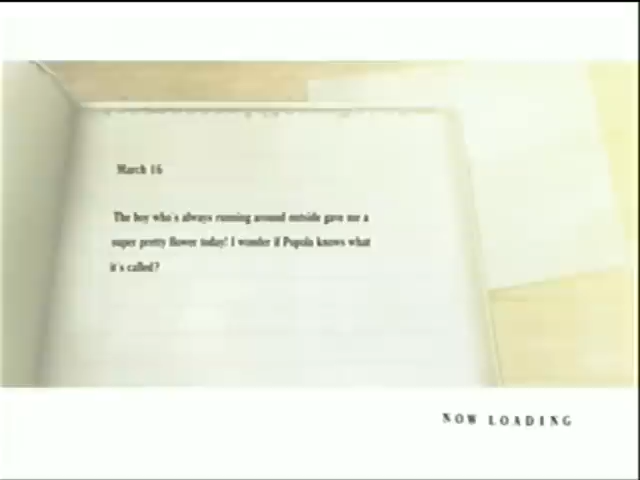 March 16
The boy who's always running around outside gave me a
super pretty flower today! I wonder if Popola knows what
it's called?
NOW LOADING